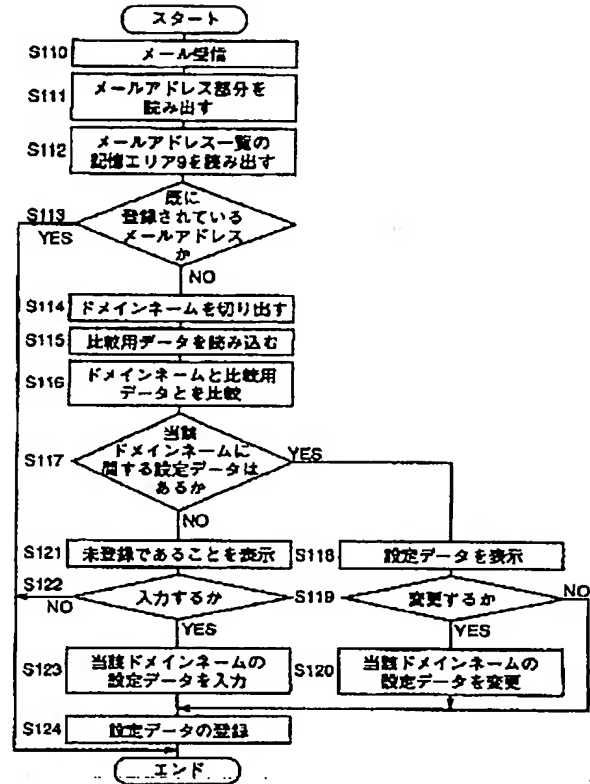 スタート
S110
メール受信
S111
メールアドレス部分を
読み出す
S112
メールアドレス一覧の
記憶エリア9を読み出す
S113
既に
登録されている
メールアドレス
か
YES
NO
S114
ドメインネームを切り出す
S115
比較用データを読み込む
S116
ドメインネームと比較用
データとを比較
S117
当該
ドメインネームに
関する設定データは
あるか
YES
NO
S121
未登録であることを表示
S118
設定データを表示
S122
入力するか
NO
YES
S119
変更するか
NO
YES
S123
当該ドメインネームの
設定データを入力
S120
当該ドメインネームの
設定データを変更
S124
設定データの登録
エンド